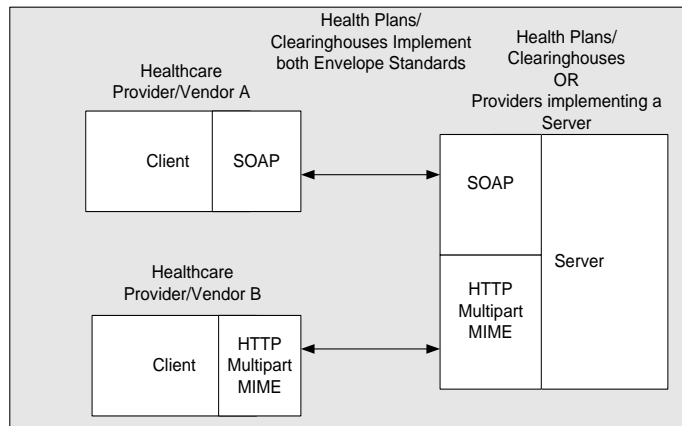 Health Plans/
Clearinghouses Implement
both Envelope Standards
Health Plans/
Clearinghouses
OR
Providers implementing a
Server
Healthcare
Provider/Vendor A
Client
SOAP
SOAP
Server
HTTP
Multipart
MIME
Healthcare
Provider/Vendor B
Client
HTTP
Multipart
MIME